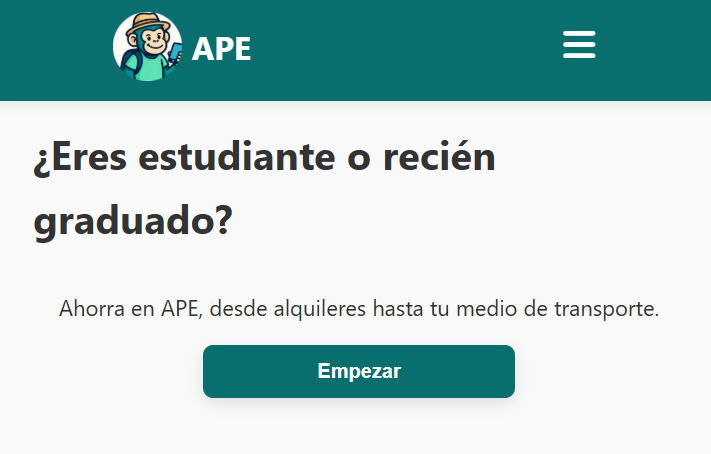 APE
¿Eres estudiante o recién
graduado?
Ahorra en APE, desde alquileres hasta tu medio de transporte.
Empezar